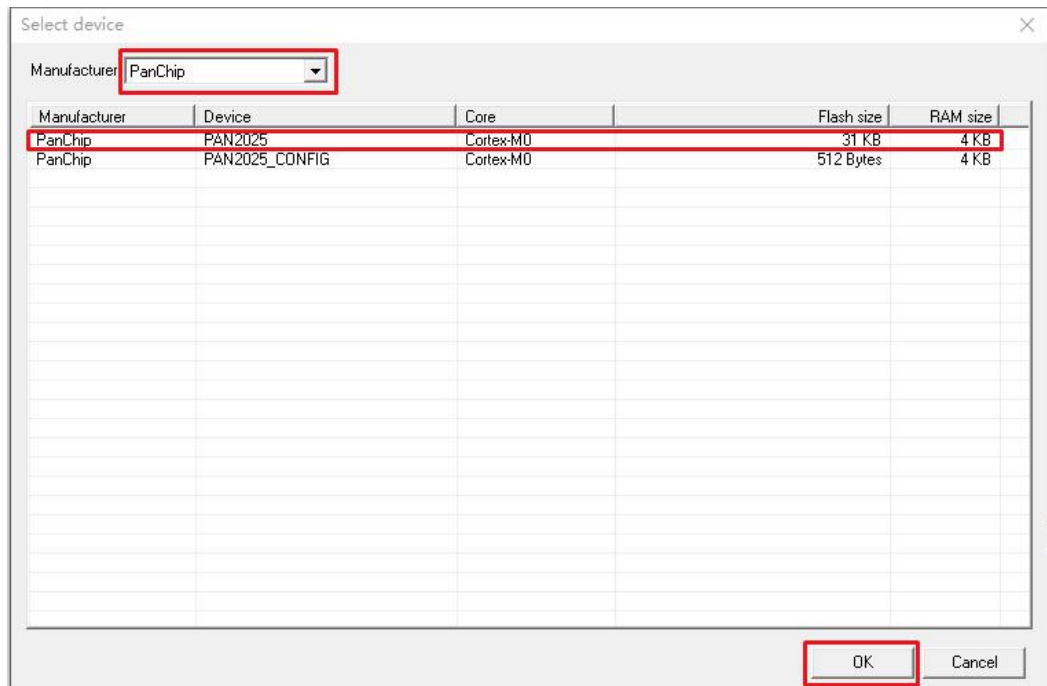 Select device
Manufacturer PanChip
Manufacturer Device Core Flash size RAM size
PanChip PAN2025 Cortex-M0 31 KB 4 KB
PanChip PAN2025_CONFIG Cortex-M0 512 Bytes 4 KB
OK Cancel